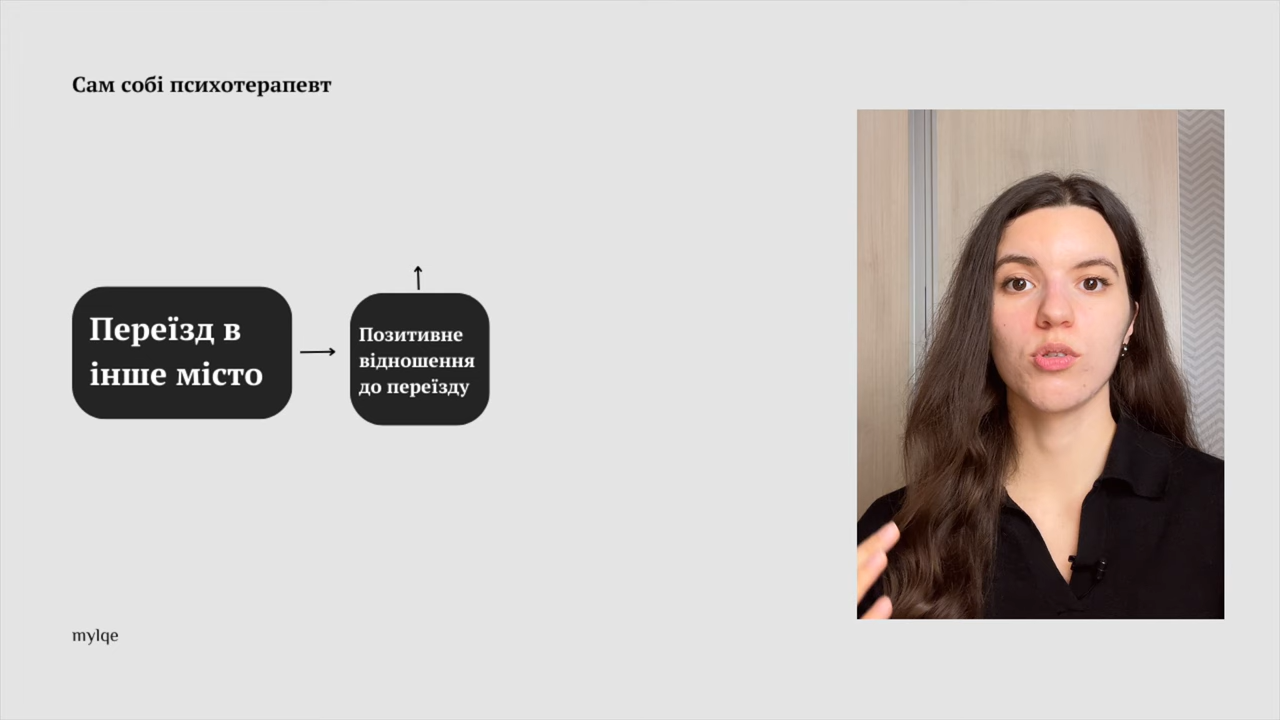 Сам собі психотерапевт
Переїзд в
інше місто
Позитивне
відношення
до переїзду
mylqe